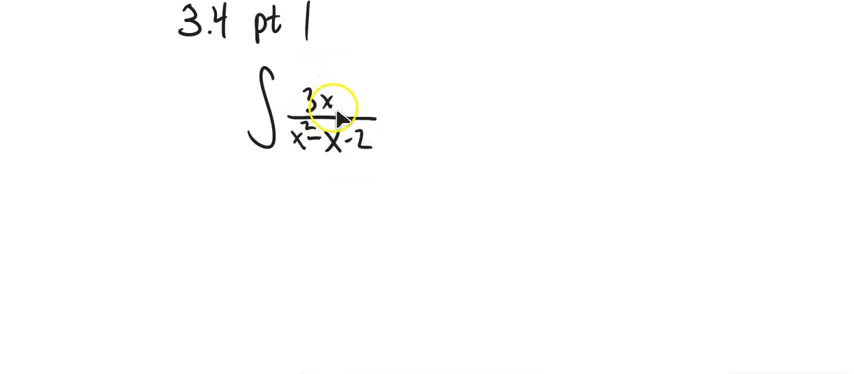 3.4 pt 1
∫ 3x
x² - x - 2